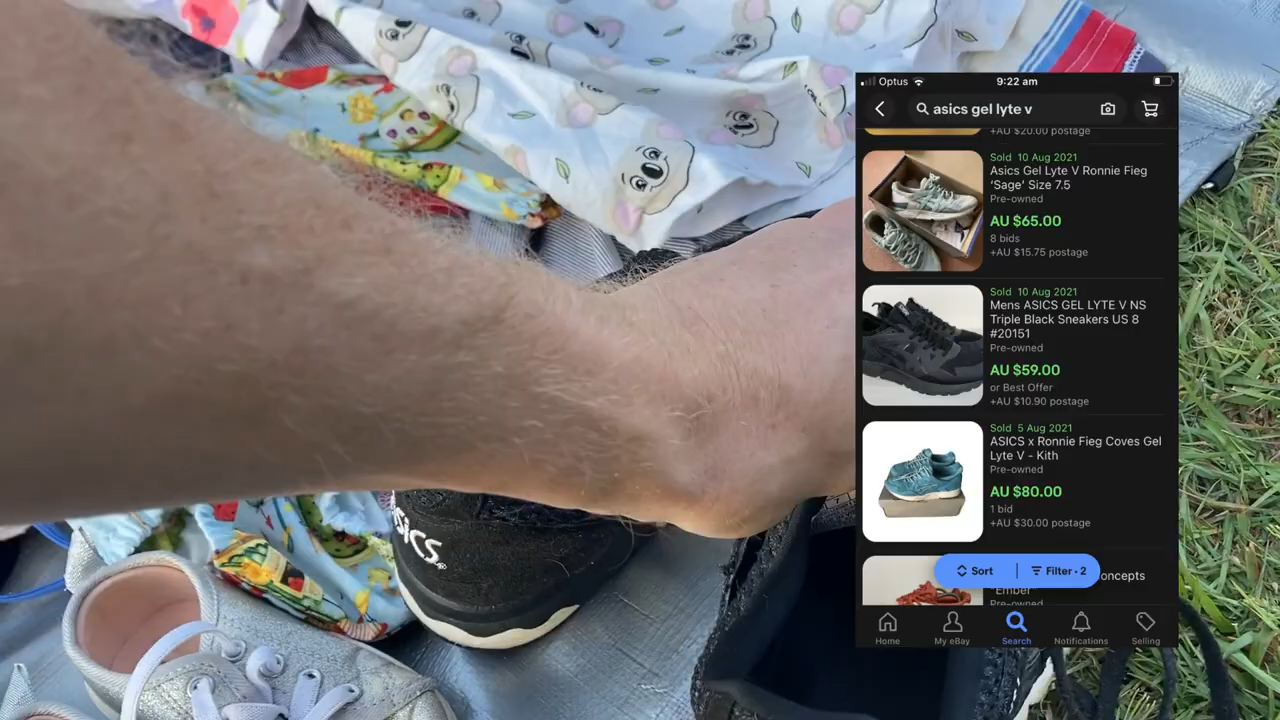 Optus
9:22 am
asics gel lyte v
+AU $20.00 postage
Sold 10 Aug 2021
Asics Gel Lyte V Ronnie Fieg
‘Sage’ Size 7.5
Pre-owned
AU $65.00
8 bids
+AU $15.75 postage
Sold 10 Aug 2021
Mens ASICS GEL LYTE V NS
Triple Black Sneakers US 8
#20151
Pre-owned
AU $59.00
or Best Offer
+AU $10.90 postage
Sold 5 Aug 2021
ASICS x Ronnie Fieg Coves Gel
Lyte V - Kith
Pre-owned
AU $80.00
1 bid
+AU $30.00 postage
Sort
Filter • 2
oncepts
Ember
Pre-owned
Home
My eBay
Search
Notifications
Selling
asics®